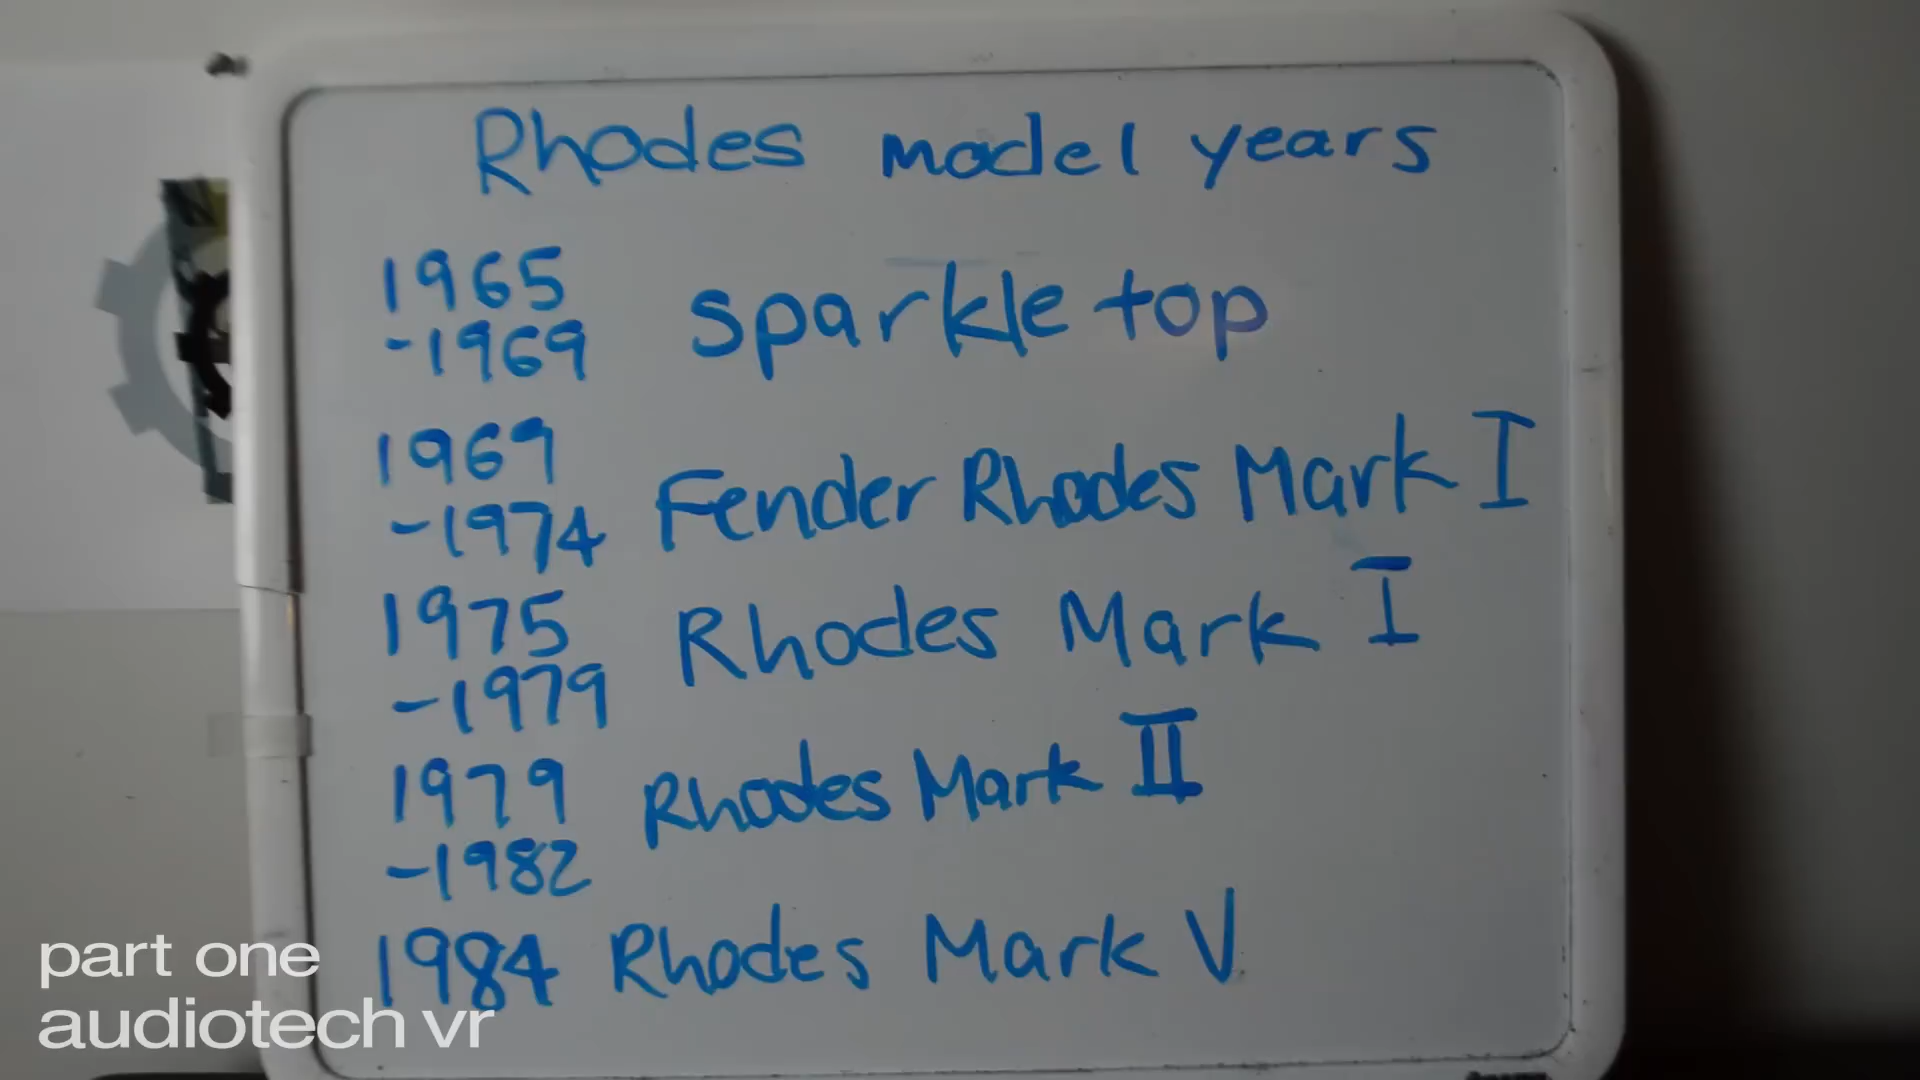 Rhodes model years
1965
-1969 sparkle top
1969
-1974 Fender Rhodes Mark I
1975
-1979 Rhodes Mark I
1979
-1982 Rhodes Mark II
1984 Rhodes Mark V
part one
audiotech vr